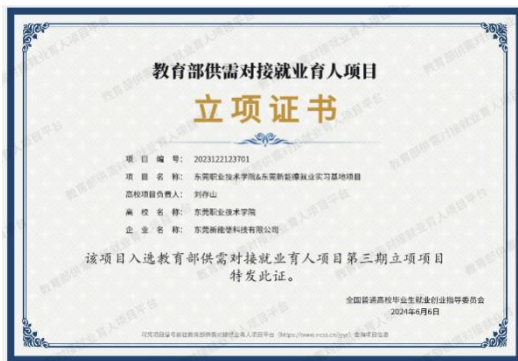 教育部供需对接就业育人项目
立项证书
项目编号：2023122123701
项目名称：东莞职业技术学院&东莞新能德就业实习基地项目
高校项目负责人：刘存山
高校名称：东莞职业技术学院
企业名称：东莞新能德科技有限公司
该项目入选教育部供需对接就业育人项目第三期立项项目
特发此证。
全国普通高校毕业生就业创业指导委员会
2024年6月6日